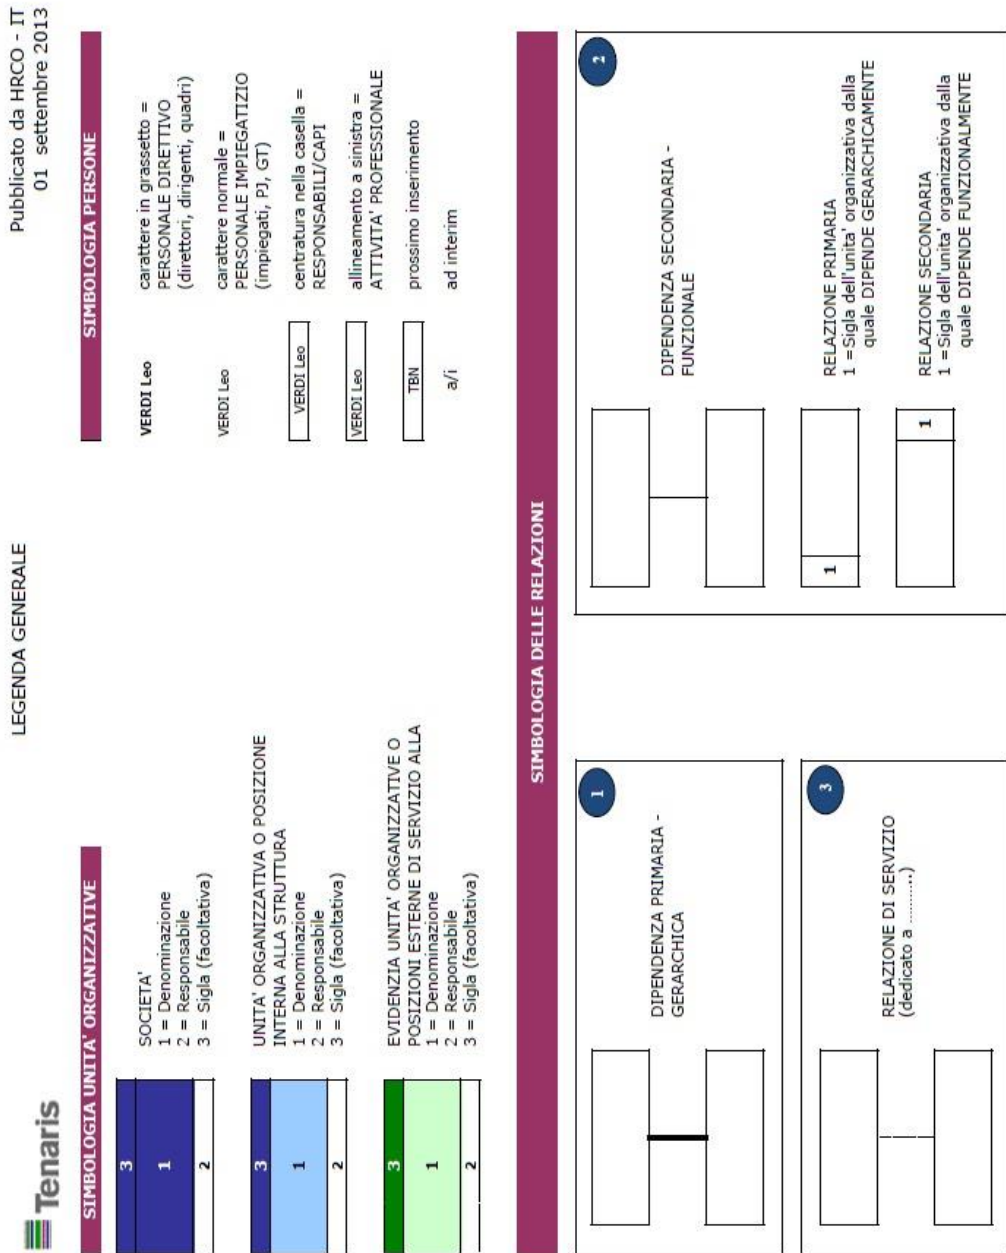 Tenaris
LEGENDA GENERALE
Pubblicato da HRCO - IT
01 settembre 2013
SIMBOLOGIA UNITA' ORGANIZZATIVE
3
1
2
SOCIETA'
1 = Denominazione
2 = Responsabile
3 = Sigla (facoltativa)
3
1
2
UNITA' ORGANIZZATIVA O POSIZIONE
INTERNA ALLA STRUTTURA
1 = Denominazione
2 = Responsabile
3 = Sigla (facoltativa)
3
1
2
EVIDENZIA UNITA' ORGANIZZATIVE O
POSIZIONI ESTERNE DI SERVIZIO ALLA
1 = Denominazione
2 = Responsabile
3 = Sigla (facoltativa)
SIMBOLOGIA PERSONE
VERDI Leo
carattere in grassetto =
PERSONALE DIRETTIVO
(direttori, dirigenti, quadri)
VERDI Leo
carattere normale =
PERSONALE IMPIEGATIZIO
(impiegati, PJ, GT)
VERDI Leo
centratura nella casella =
RESPONSABILI/CAPI
VERDI Leo
allineamento a sinistra =
ATTIVITA' PROFESSIONALE
TBN
prossimo inserimento
a/i
ad interim
SIMBOLOGIA DELLE RELAZIONI
1
DIPENDENZA PRIMARIA -
GERARCHICA
3
RELAZIONE DI SERVIZIO
(dedicato a ..........)
2
DIPENDENZA SECONDARIA -
FUNZIONALE
1
RELAZIONE PRIMARIA
1 =Sigla dell'unita' organizzativa dalla
quale DIPENDE GERARCHICAMENTE
1
RELAZIONE SECONDARIA
1 =Sigla dell'unita' organizzativa dalla
quale DIPENDE FUNZIONALMENTE